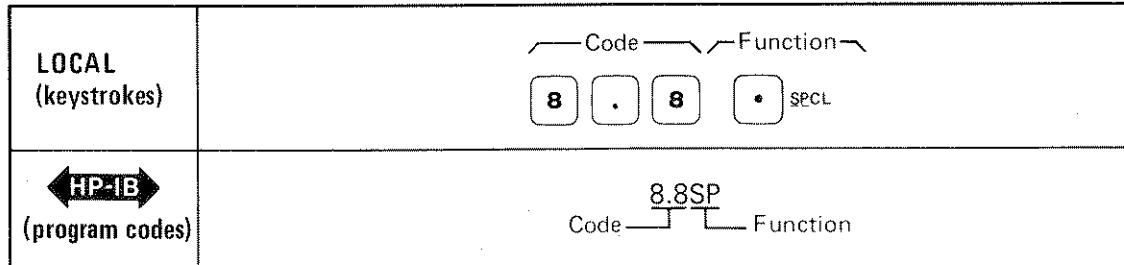 LOCAL
(keystrokes)
Code Function
8 . 8 • SPCL
HP-IB
(program codes)
8.8SP
Code Function